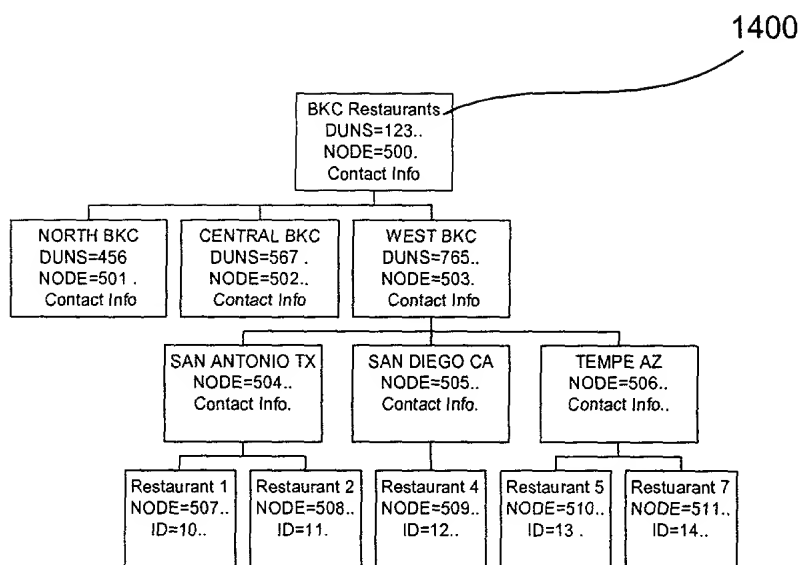 1400
BKC Restaurants
DUNS=123..
NODE=500.
Contact Info
NORTH BKC
DUNS=456
NODE=501 .
Contact Info
CENTRAL BKC
DUNS=567 .
NODE=502..
Contact Info
WEST BKC
DUNS=765..
NODE=503.
Contact Info
SAN ANTONIO TX
NODE=504..
Contact Info.
SAN DIEGO CA
NODE=505..
Contact Info.
TEMPE AZ
NODE=506..
Contact Info..
Restaurant 1
NODE=507..
ID=10..
Restaurant 2
NODE=508..
ID=11.
Restaurant 4
NODE=509..
ID=12..
Restaurant 5
NODE=510..
ID=13 .
Restuarant 7
NODE=511..
ID=14..